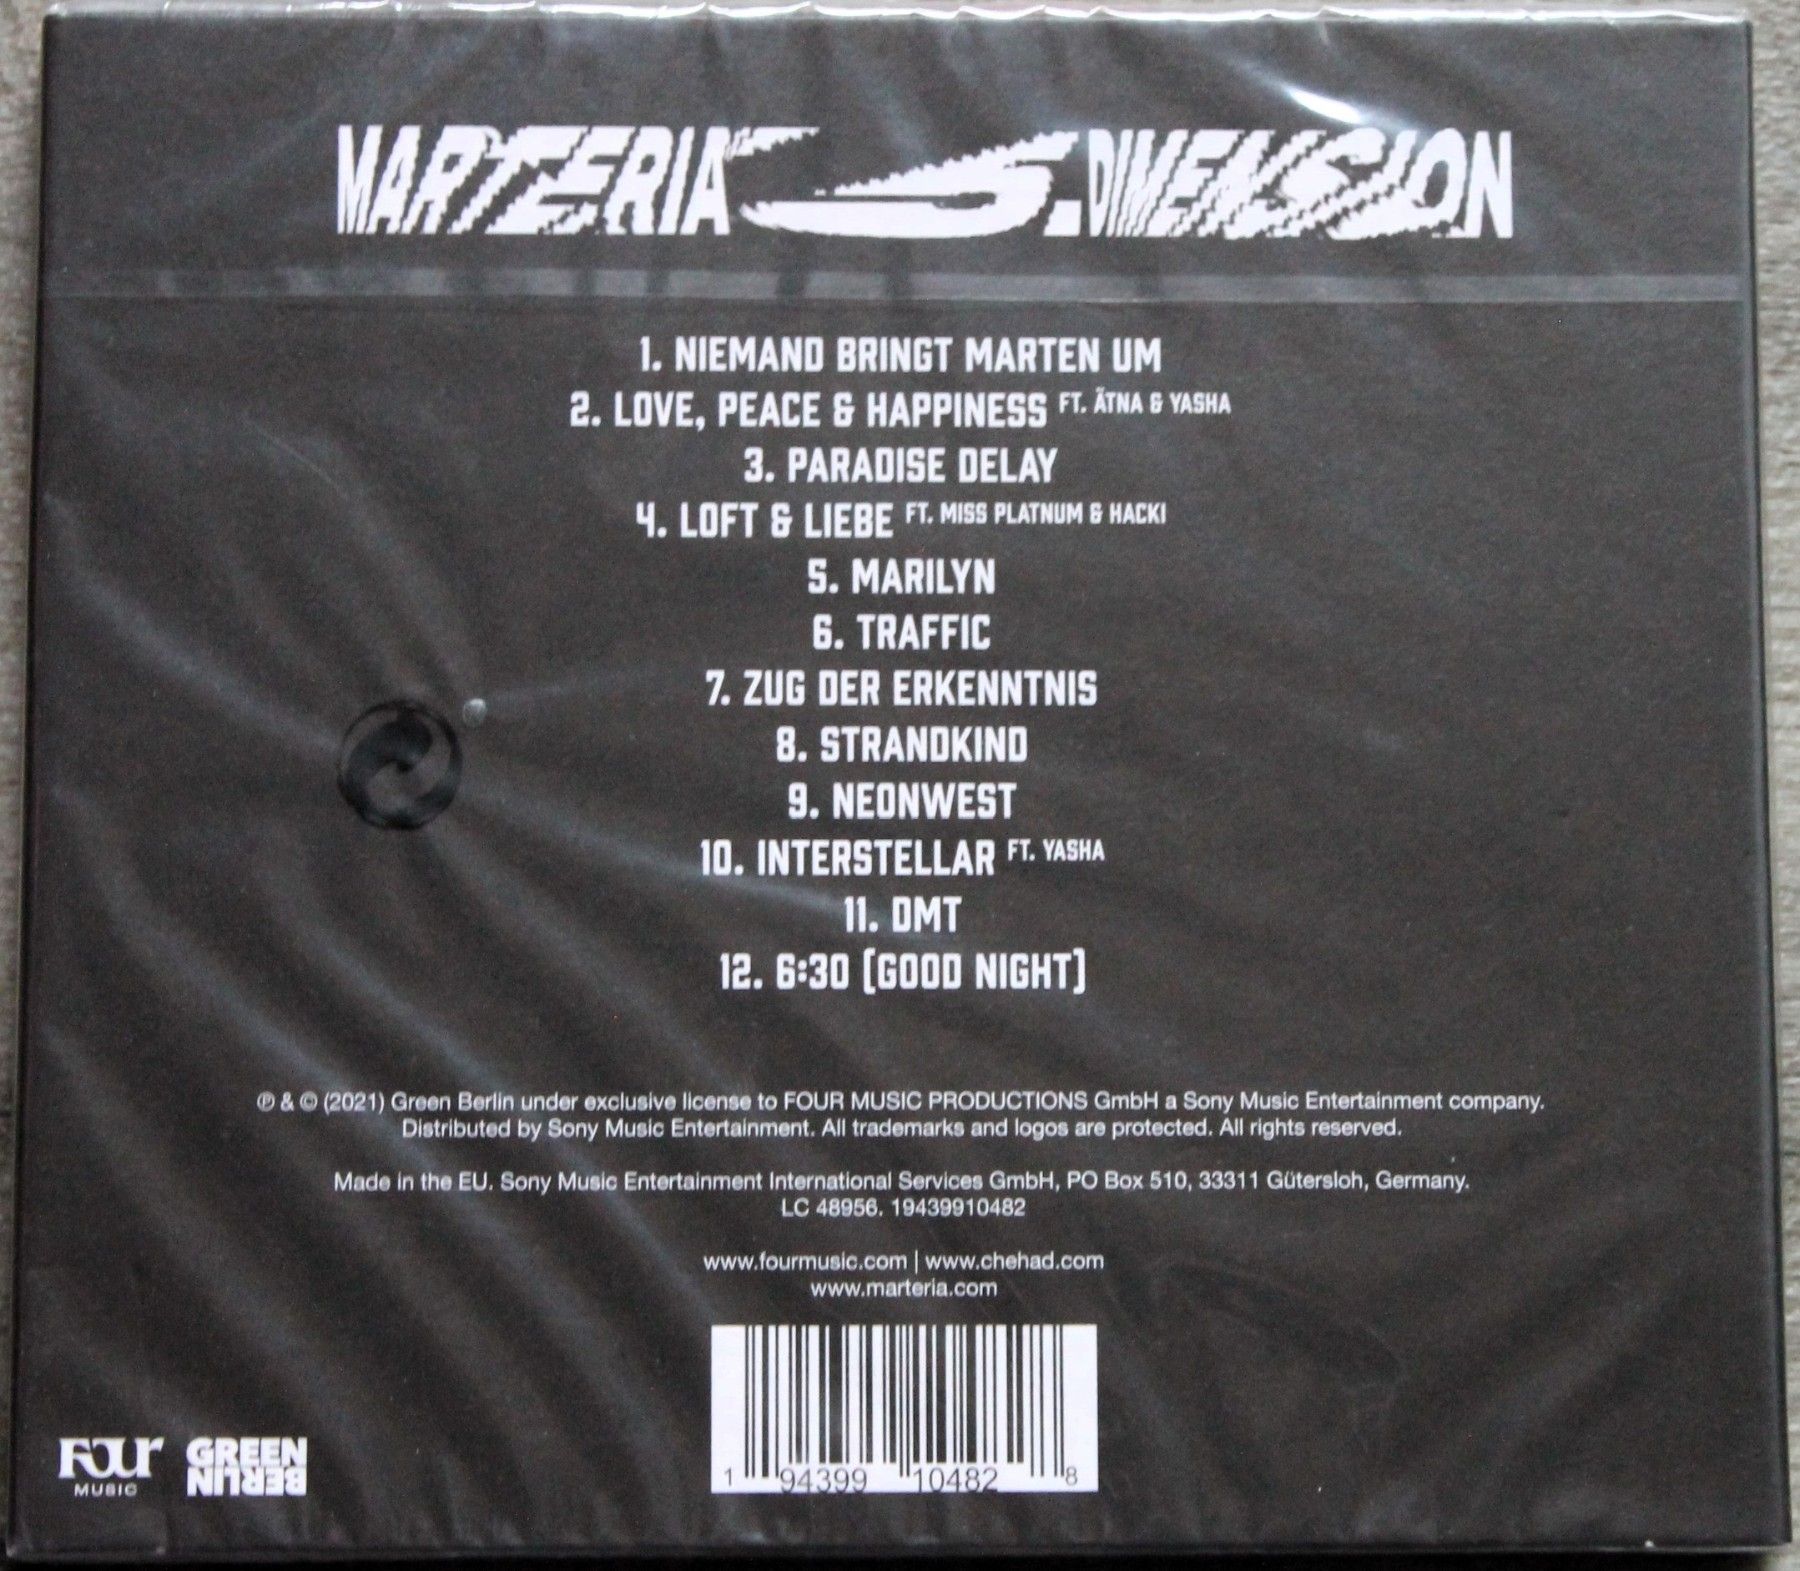 MARTERIA 5. DIMENSION
1. NIEMAND BRINGT MARTEN UM
2. LOVE, PEACE & HAPPINESS FT. ÄTNA & YASHA
3. PARADISE DELAY
4. LOFT & LIEBE FT. MISS PLATNUM & HACKI
5. MARILYN
6. TRAFFIC
7. ZUG DER ERKENNTNIS
8. STRANDKIND
9. NEONWEST
10. INTERSTELLAR FT. YASHA
11. DMT
12. 6:30 (GOOD NIGHT)
℗ & © (2021) Green Berlin under exclusive license to FOUR MUSIC PRODUCTIONS GmbH a Sony Music Entertainment company.
Distributed by Sony Music Entertainment. All trademarks and logos are protected. All rights reserved.
Made in the EU. Sony Music Entertainment International Services GmbH, PO Box 510, 33311 Gütersloh, Germany.
LC 48956. 19439910482
www.fourmusic.com | www.chehad.com
www.marteria.com
FOUR
MUSIC
GREEN
BERLIN
1 94399 10482 8